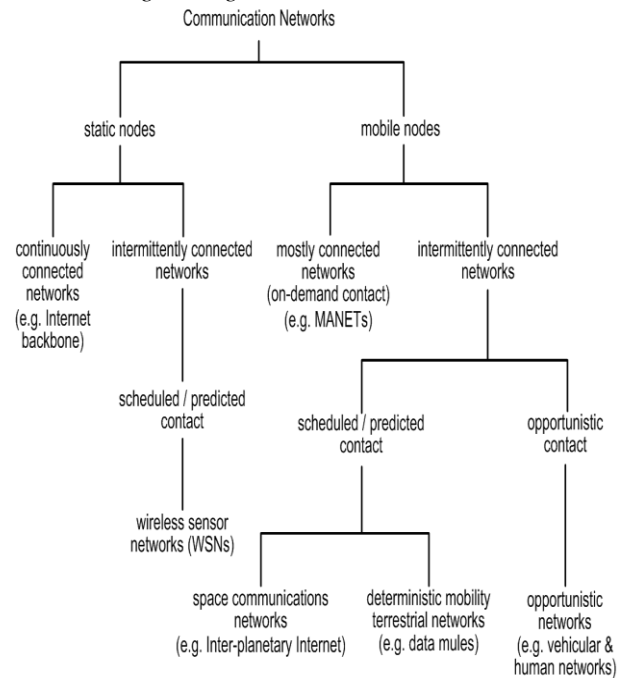 Communication Networks
static nodes
mobile nodes
continuously
connected
networks
(e.g. Internet
backbone)
intermittently connected
networks
mostly connected
networks
(on-demand contact)
(e.g. MANETs)
intermittently connected
networks
scheduled / predicted
contact
scheduled / predicted
contact
opportunistic
contact
wireless sensor
networks (WSNs)
space communications
networks
(e.g. Inter-planetary Internet)
deterministic mobility
terrestrial networks
(e.g. data mules)
opportunistic
networks
(e.g. vehicular &
human networks)